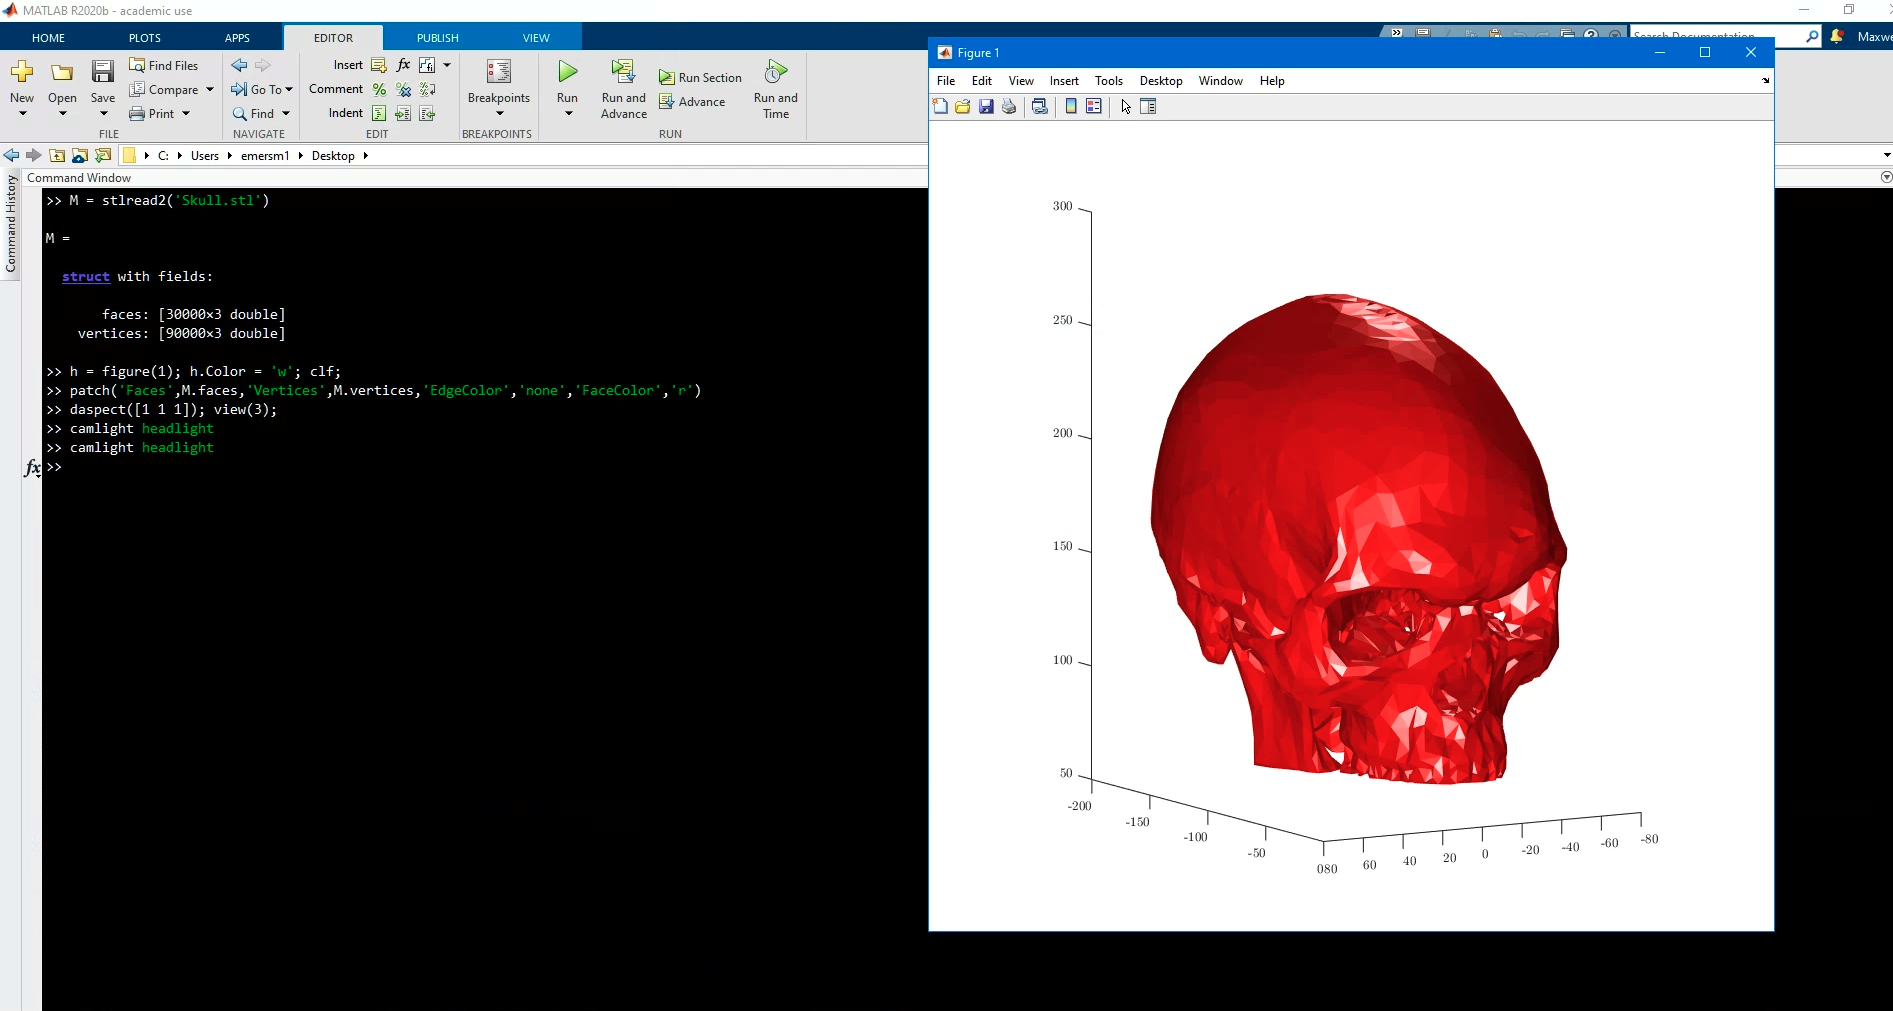 MATLAB R2020b - academic use
HOME PLOTS APPS EDITOR PUBLISH VIEW
Search Documentation Maxwe
New Open Save Find Files Compare Print
FILE
Go To Find
NAVIGATE
Insert fx
Comment
Indent
EDIT
Breakpoints
BREAKPOINTS
Run Run and Advance Run Section Advance Run and Time
RUN
C: Users emersm1 Desktop
Command History
Command Window
>> M = stlread2('Skull.stl')
M =
struct with fields:
faces: [30000×3 double]
vertices: [90000×3 double]
>> h = figure(1); h.Color = 'w'; clf;
>> patch('Faces',M.faces,'Vertices',M.vertices,'EdgeColor','none','FaceColor','r')
>> daspect([1 1 1]); view(3);
>> camlight headlight
>> camlight headlight
fx >>
Figure 1
File Edit View Insert Tools Desktop Window Help
300
250
200
150
100
50
-200
-150
-100
-50
080 60 40 20 0 -20 -40 -60 -80